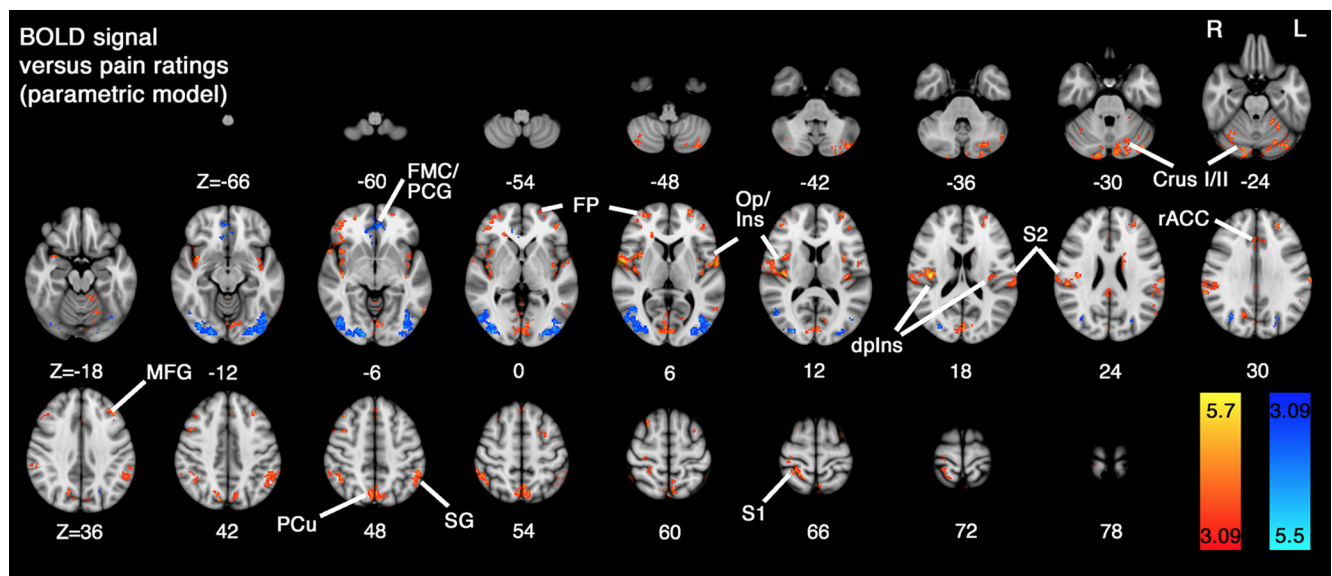 BOLD signal
versus pain ratings
(parametric model)
R L
Z=-66 -60 -54 -48 -42 -36 -30 Crus I/II -24
FMC/
PCG
FP
Op/
Ins
S2
rACC
dpIns
Z=-18 -12 -6 0 6 12 18 24 30
MFG
PCu
SG
S1
Z=36 42 48 54 60 66 72 78
5.7 3.09
3.09 5.5